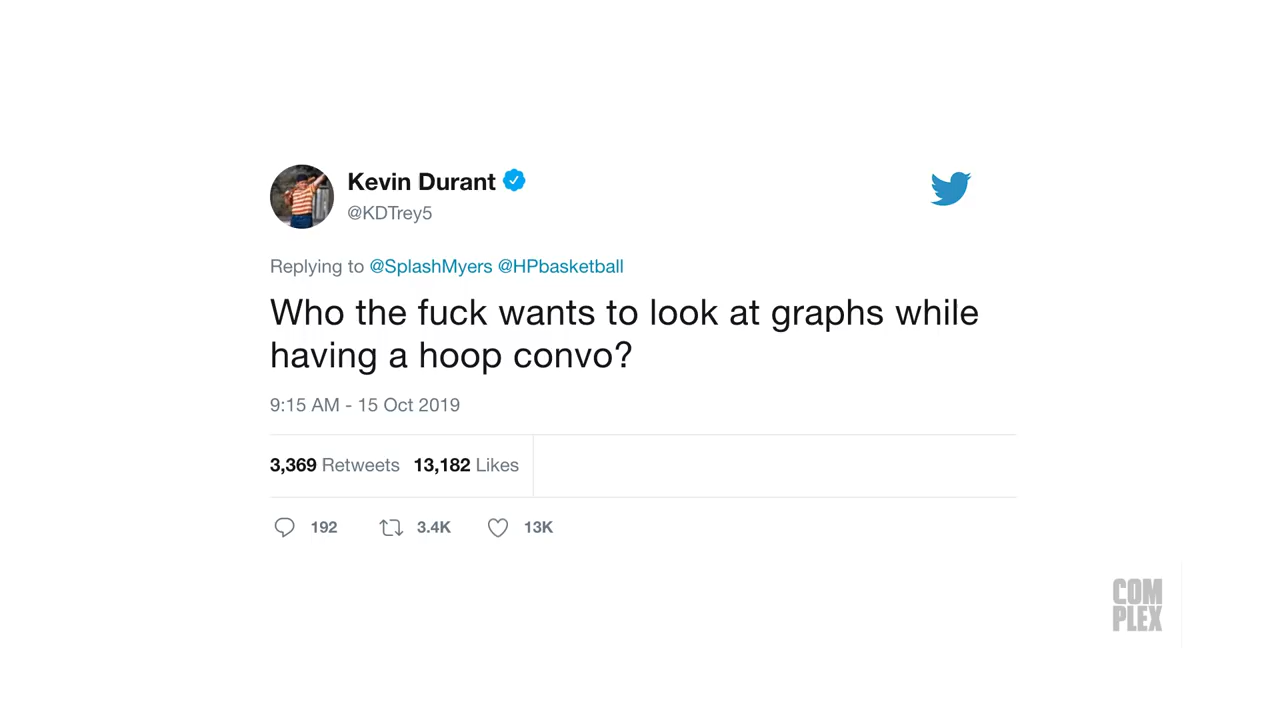 Kevin Durant
@KDTrey5
Replying to @SplashMyers @HPbasketball
Who the fuck wants to look at graphs while
having a hoop convo?
9:15 AM - 15 Oct 2019
3,369 Retweets 13,182 Likes
192 3.4K 13K
COM
PLEX